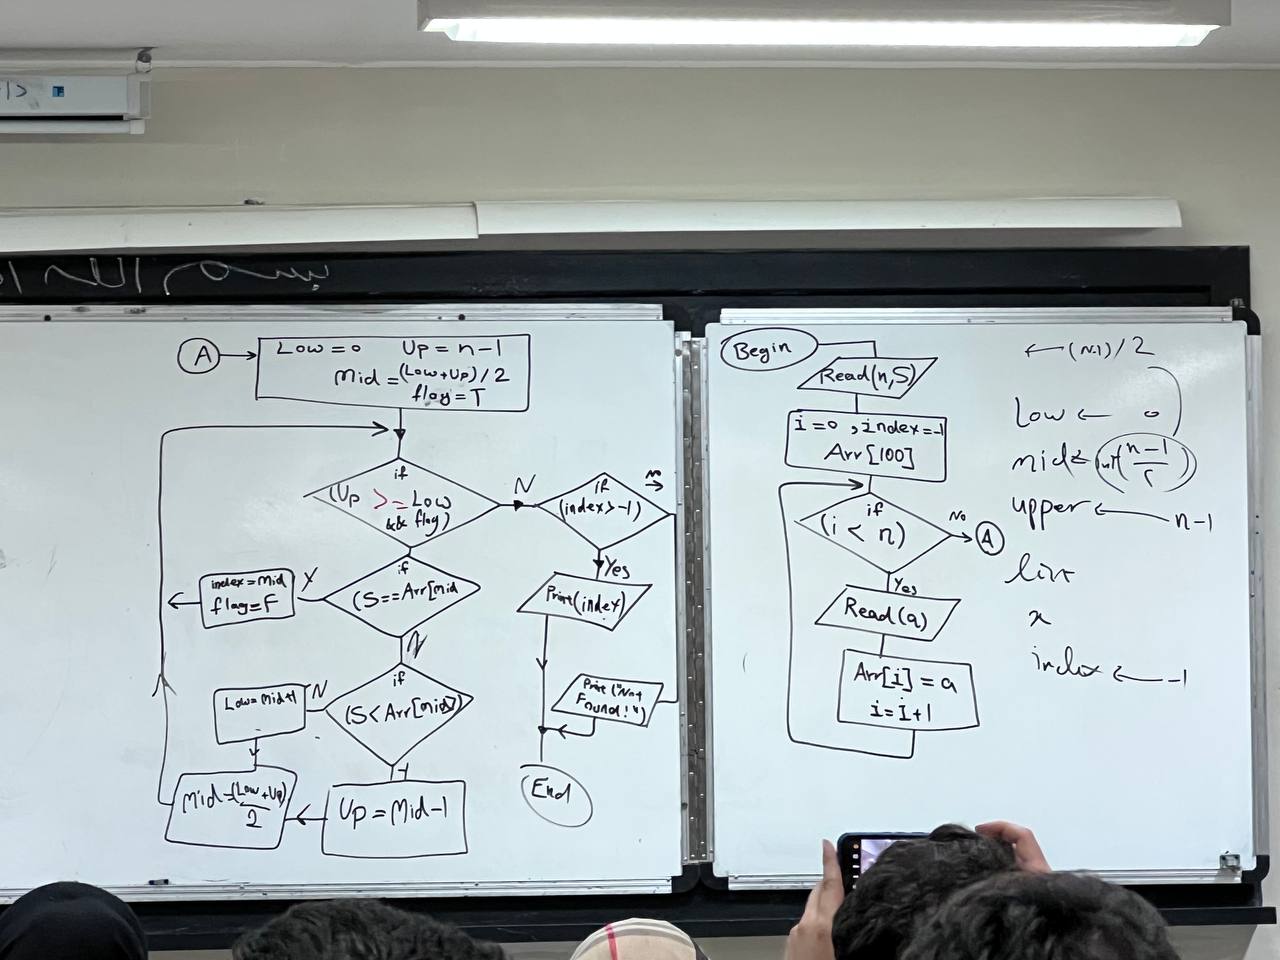 بسم الله ا
A
Low = 0 Up = n-1
Mid = (Low+Up)/2
flag = T
if
(Up >= Low
&& flag)
N
if
(index > -1)
no
Yes
Print(index)
Print("Not
Found!")
End
if
(S==Arr[mid
Y
index=Mid
flag=F
N
if
(S< Arr[mid])
N
Low=Mid+1
Y
Up = Mid-1
Mid=(Low+Up)
2
Begin
Read(n,S)
i=0, index=-1
Arr[100]
if
(i < n)
No
A
Yes
Read(a)
Arr[i] = a
i=i+1
← (n-1)/2
Low ← 0
mid ← int(n-1
۲)
upper ← n-1
list
x
index ← -1